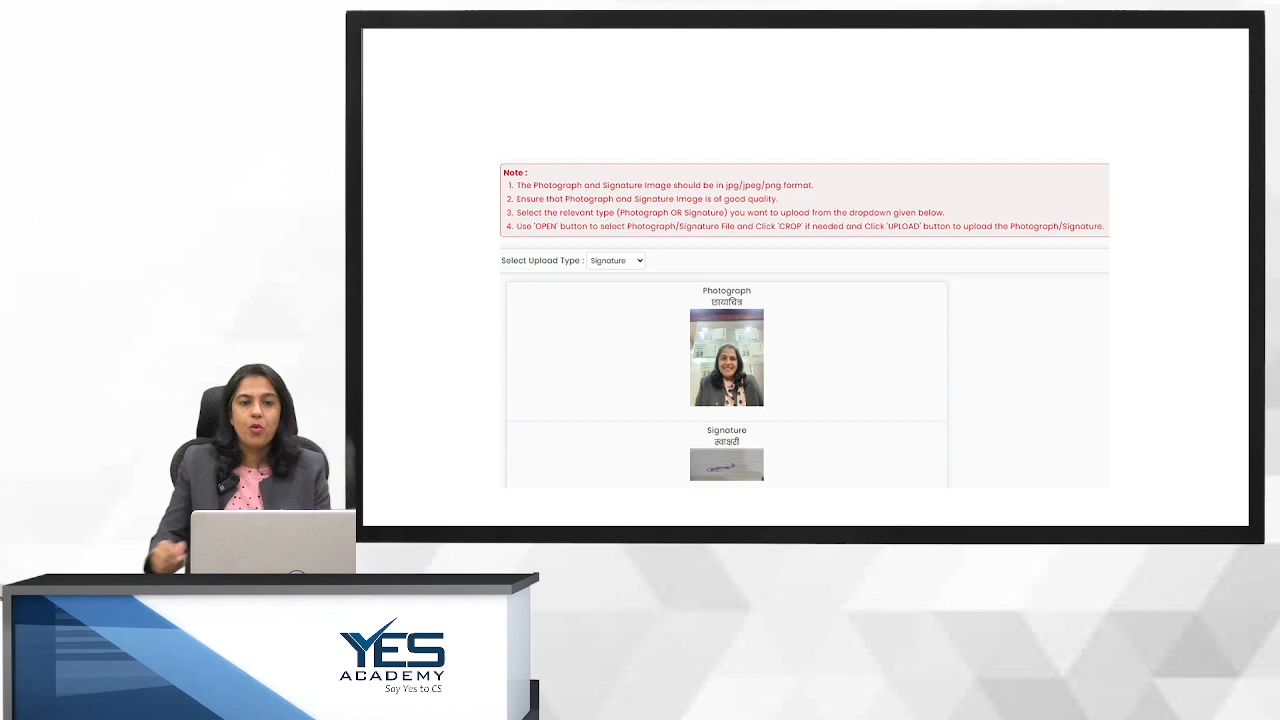 Note :
1. The Photograph and Signature Image should be in jpg/jpeg/png format.
2. Ensure that Photograph and Signature Image is of good quality.
3. Select the relevant type (Photograph OR Signature) you want to upload from the dropdown given below.
4. Use 'OPEN' button to select Photograph/Signature File and Click 'CROP' if needed and Click 'UPLOAD' button to upload the Photograph/Signature.
Select Upload Type : Signature
Photograph
छायाचित्र
Signature
स्वाक्षरी
YES
ACADEMY
Say Yes to CS